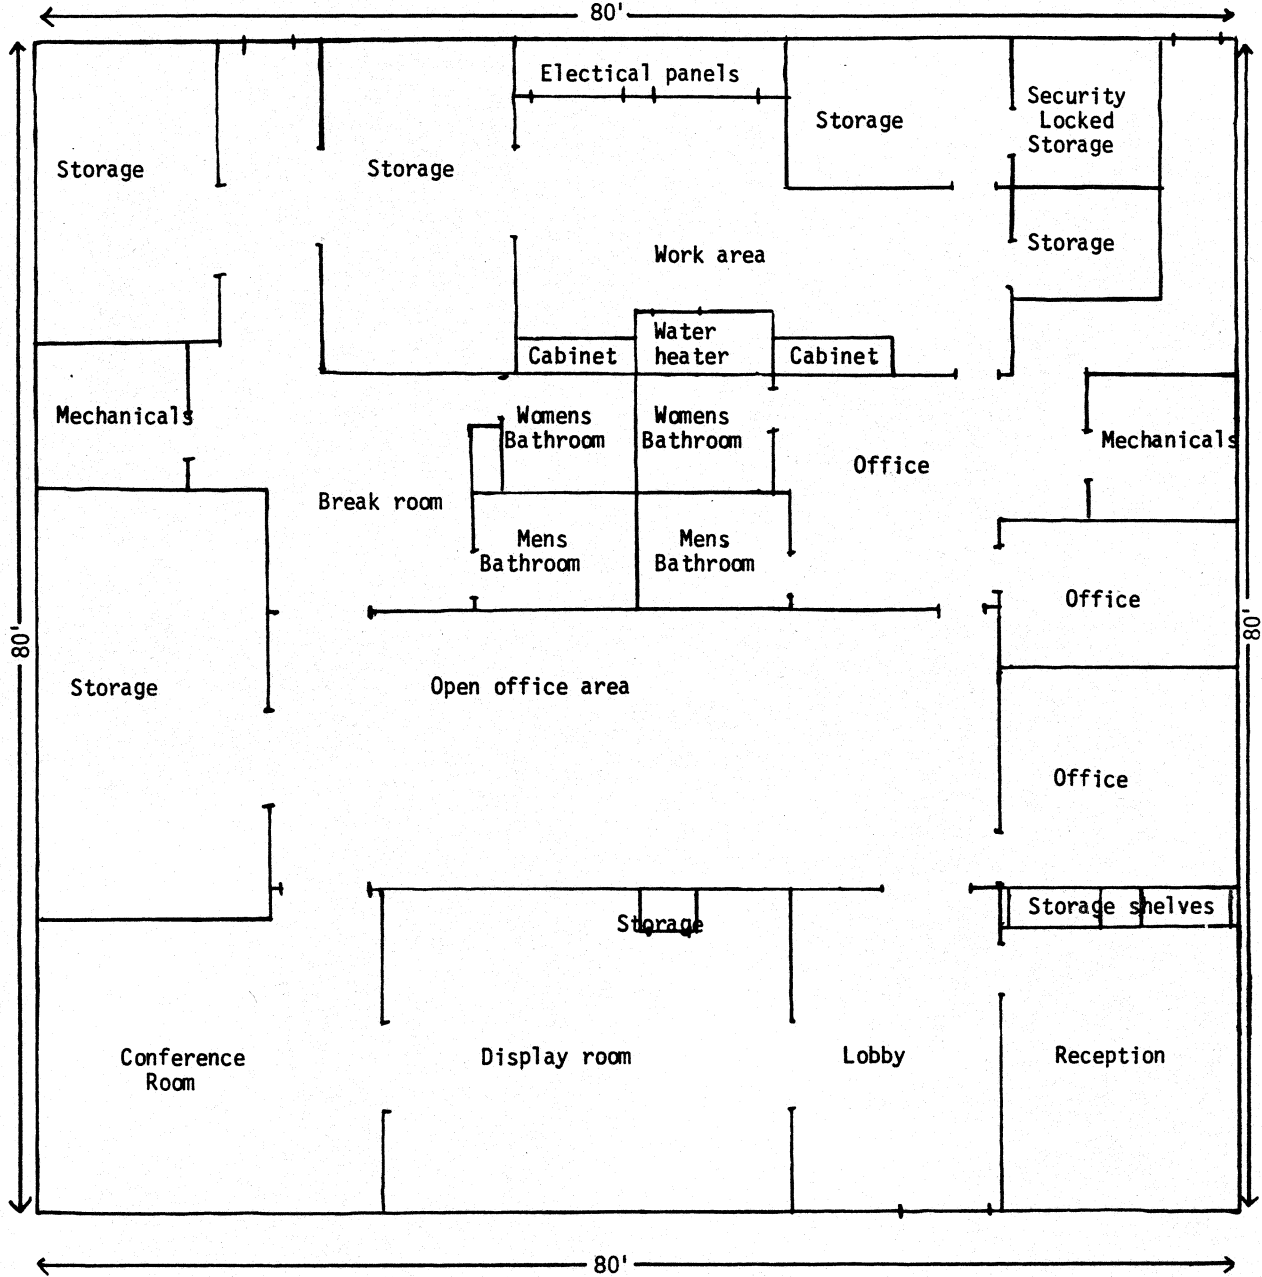 80'
Electical panels
Security
Locked
Storage
Storage
Storage
Storage
Storage
Work area
Water
heater
Cabinet
Cabinet
Mechanicals
Womens
Bathroom
Womens
Bathroom
Mechanicals
Office
Break room
Mens
Bathroom
Mens
Bathroom
Office
80'
80'
Storage
Open office area
Office
Storage shelves
Storage
Conference
Room
Display room
Lobby
Reception
80'